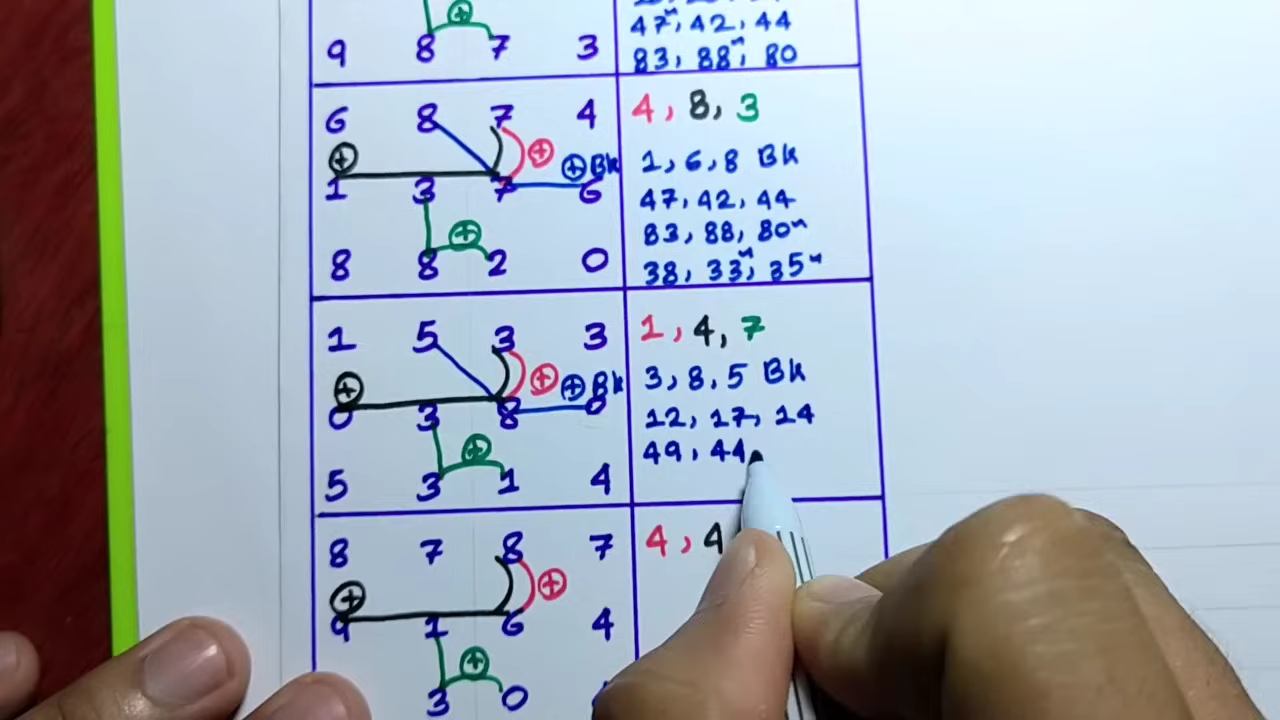 47", 42, 44
9 8 7 3
83, 88", 80
6 8 7 4
4, 8, 3
1, 6, 8 Bk
+ + + Bk
1 3 7 6
47, 42, 44
+
83, 88, 80"
8 8 2 0
38, 33", 35"
1 5 3 3
1, 4, 7
3, 8, 5 Bk
+ + + Bk
0 3 8 0
12, 17, 14
+
49, 44
5 3 1 4
8 7 8 7
4, 4
+ +
9 1 6 4
+
3 0